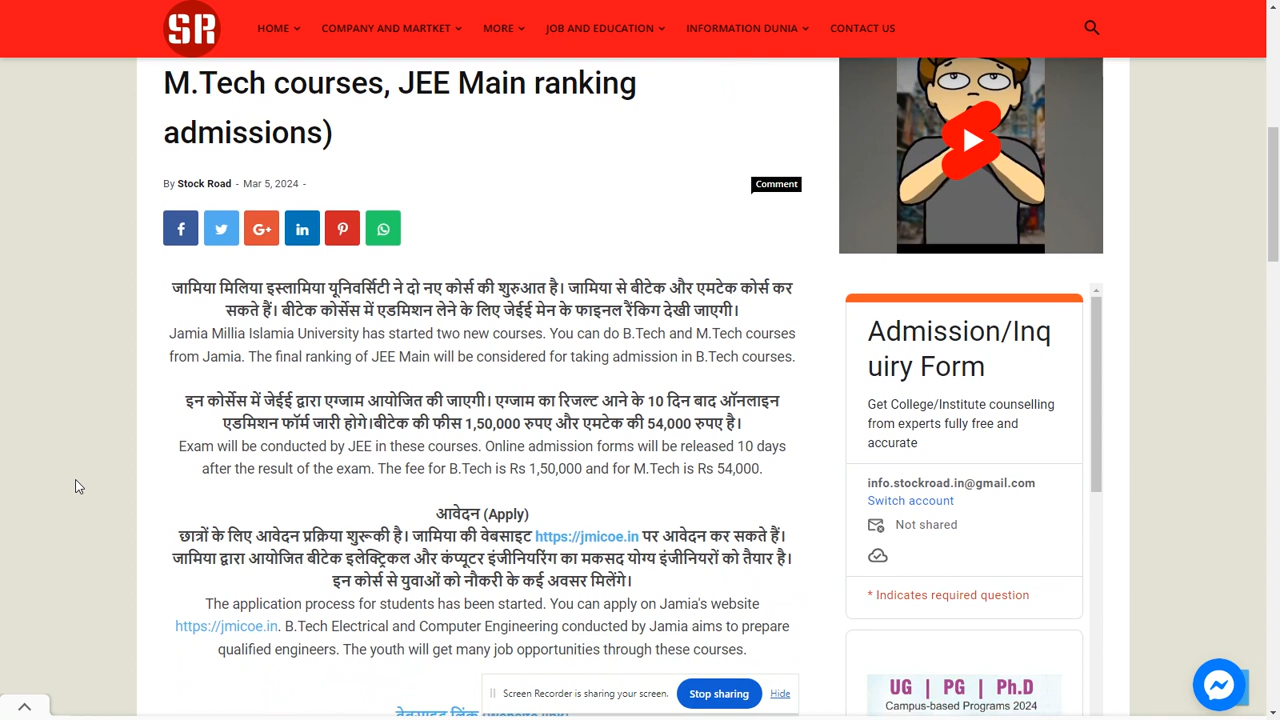 SR
HOME
COMPANY AND MARTKET
MORE
JOB AND EDUCATION
INFORMATION DUNIA
CONTACT US
M.Tech courses, JEE Main ranking
admissions)
By Stock Road - Mar 5, 2024 -
Comment
जामिया मिलिया इस्लामिया यूनिवर्सिटी ने दो नए कोर्स की शुरुआत है। जामिया से बीटेक और एमटेक कोर्स कर
सकते हैं। बीटेक कोर्सेस में एडमिशन लेने के लिए जेईई मेन के फाइनल रैंकिग देखी जाएगी।
Jamia Millia Islamia University has started two new courses. You can do B.Tech and M.Tech courses
from Jamia. The final ranking of JEE Main will be considered for taking admission in B.Tech courses.
इन कोर्सेस में जेईई द्वारा एग्जाम आयोजित की जाएगी। एग्जाम का रिजल्ट आने के 10 दिन बाद ऑनलाइन
एडमिशन फॉर्म जारी होगे।बीटेक की फीस 1,50,000 रुपए और एमटेक की 54,000 रुपए है।
Exam will be conducted by JEE in these courses. Online admission forms will be released 10 days
after the result of the exam. The fee for B.Tech is Rs 1,50,000 and for M.Tech is Rs 54,000.
आवेदन (Apply)
छात्रों के लिए आवेदन प्रक्रिया शुरूकी है। जामिया की वेबसाइट https://jmicoe.in पर आवेदन कर सकते हैं।
जामिया द्वारा आयोजित बीटेक इलेक्ट्रिकल और कंप्यूटर इंजीनियरिंग का मकसद योग्य इंजीनियरों को तैयार है।
इन कोर्स से युवाओं को नौकरी के कई अवसर मिलेंगे।
The application process for students has been started. You can apply on Jamia's website
https://jmicoe.in. B.Tech Electrical and Computer Engineering conducted by Jamia aims to prepare
qualified engineers. The youth will get many job opportunities through these courses.
Admission/Inq
uiry Form
Get College/Institute counselling
from experts fully free and
accurate
info.stockroad.in@gmail.com
Switch account
Not shared
* Indicates required question
UG | PG | Ph.D
Campus-based Programs 2024
Screen Recorder is sharing your screen.
Stop sharing
Hide